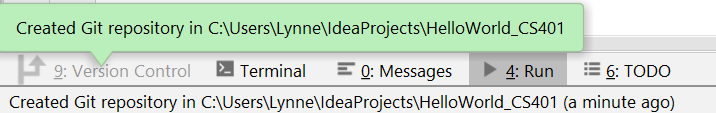 Created Git repository in C:\Users\Lynne\IdeaProjects\HelloWorld_CS401
9: Version Control Terminal 0: Messages 4: Run 6: TODO
Created Git repository in C:\Users\Lynne\IdeaProjects\HelloWorld_CS401 (a minute ago)